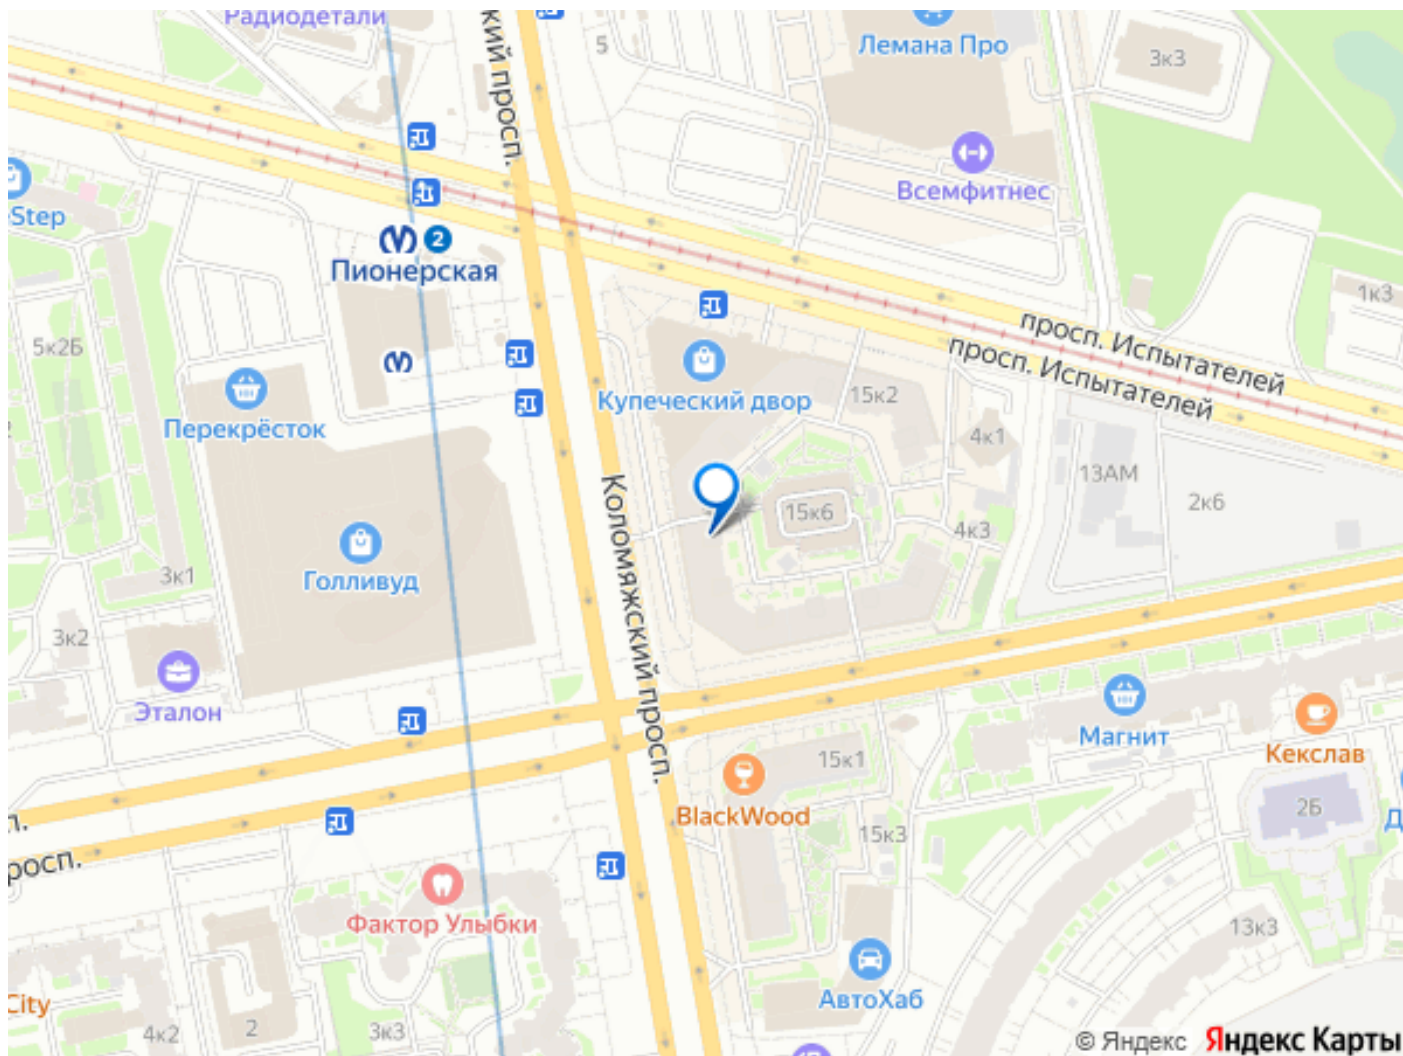 Радиодетали
кий просп.
5
Лемана Про
3к3
Всемфитнес
Step
2
Пионерская
1к3
просп. Испытателей
просп. Испытателей
5к2Б
Перекрёсток
Купеческий двор
15к2
4к1
13АМ
2к6
15к6
4к3
Коломяжский просп.
Голливуд
3к1
3к2
Эталон
Магнит
Кекслав
15к1
BlackWood
2Б
15к3
росп.
Фактор Улыбки
13к3
АвтоХаб
City
4к2
2
3к3
© Яндекс Яндекс Карты